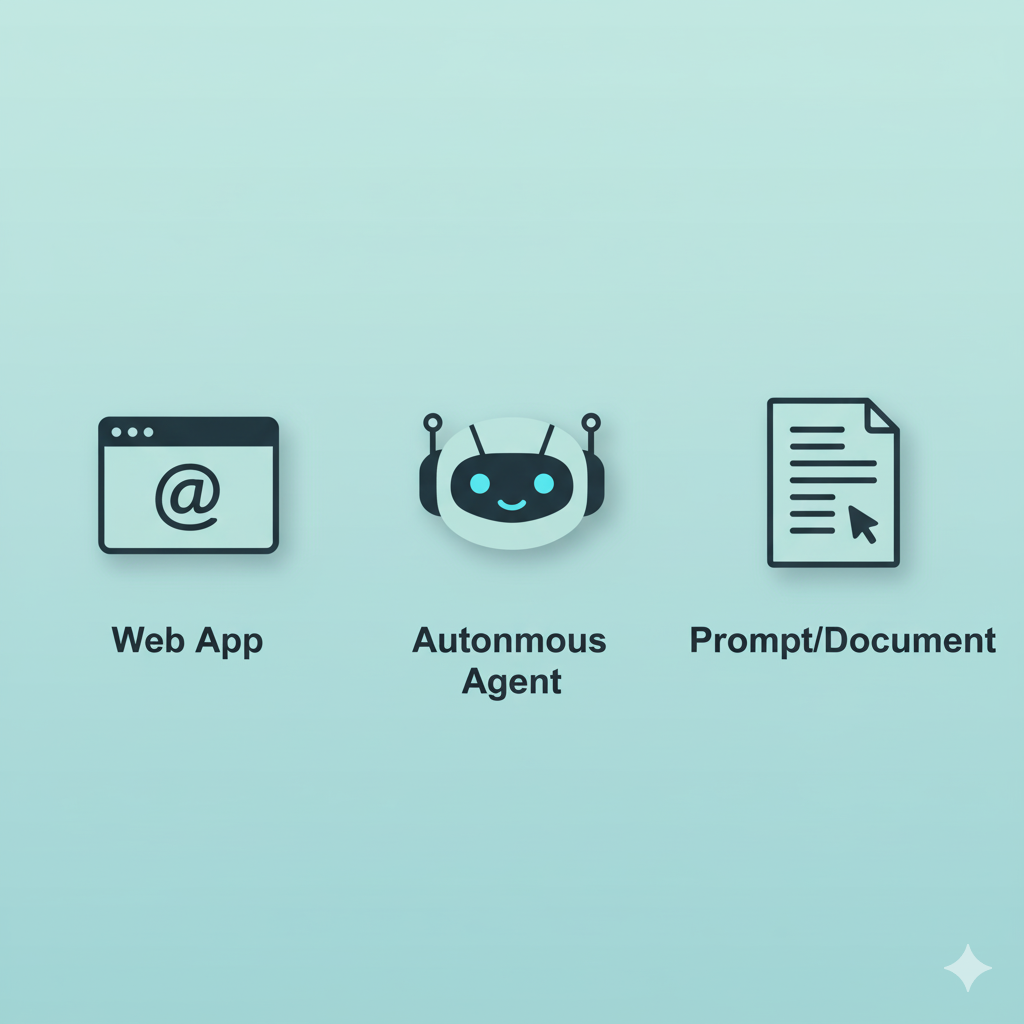 @
Web App
Autonmous
Agent
Prompt/Document